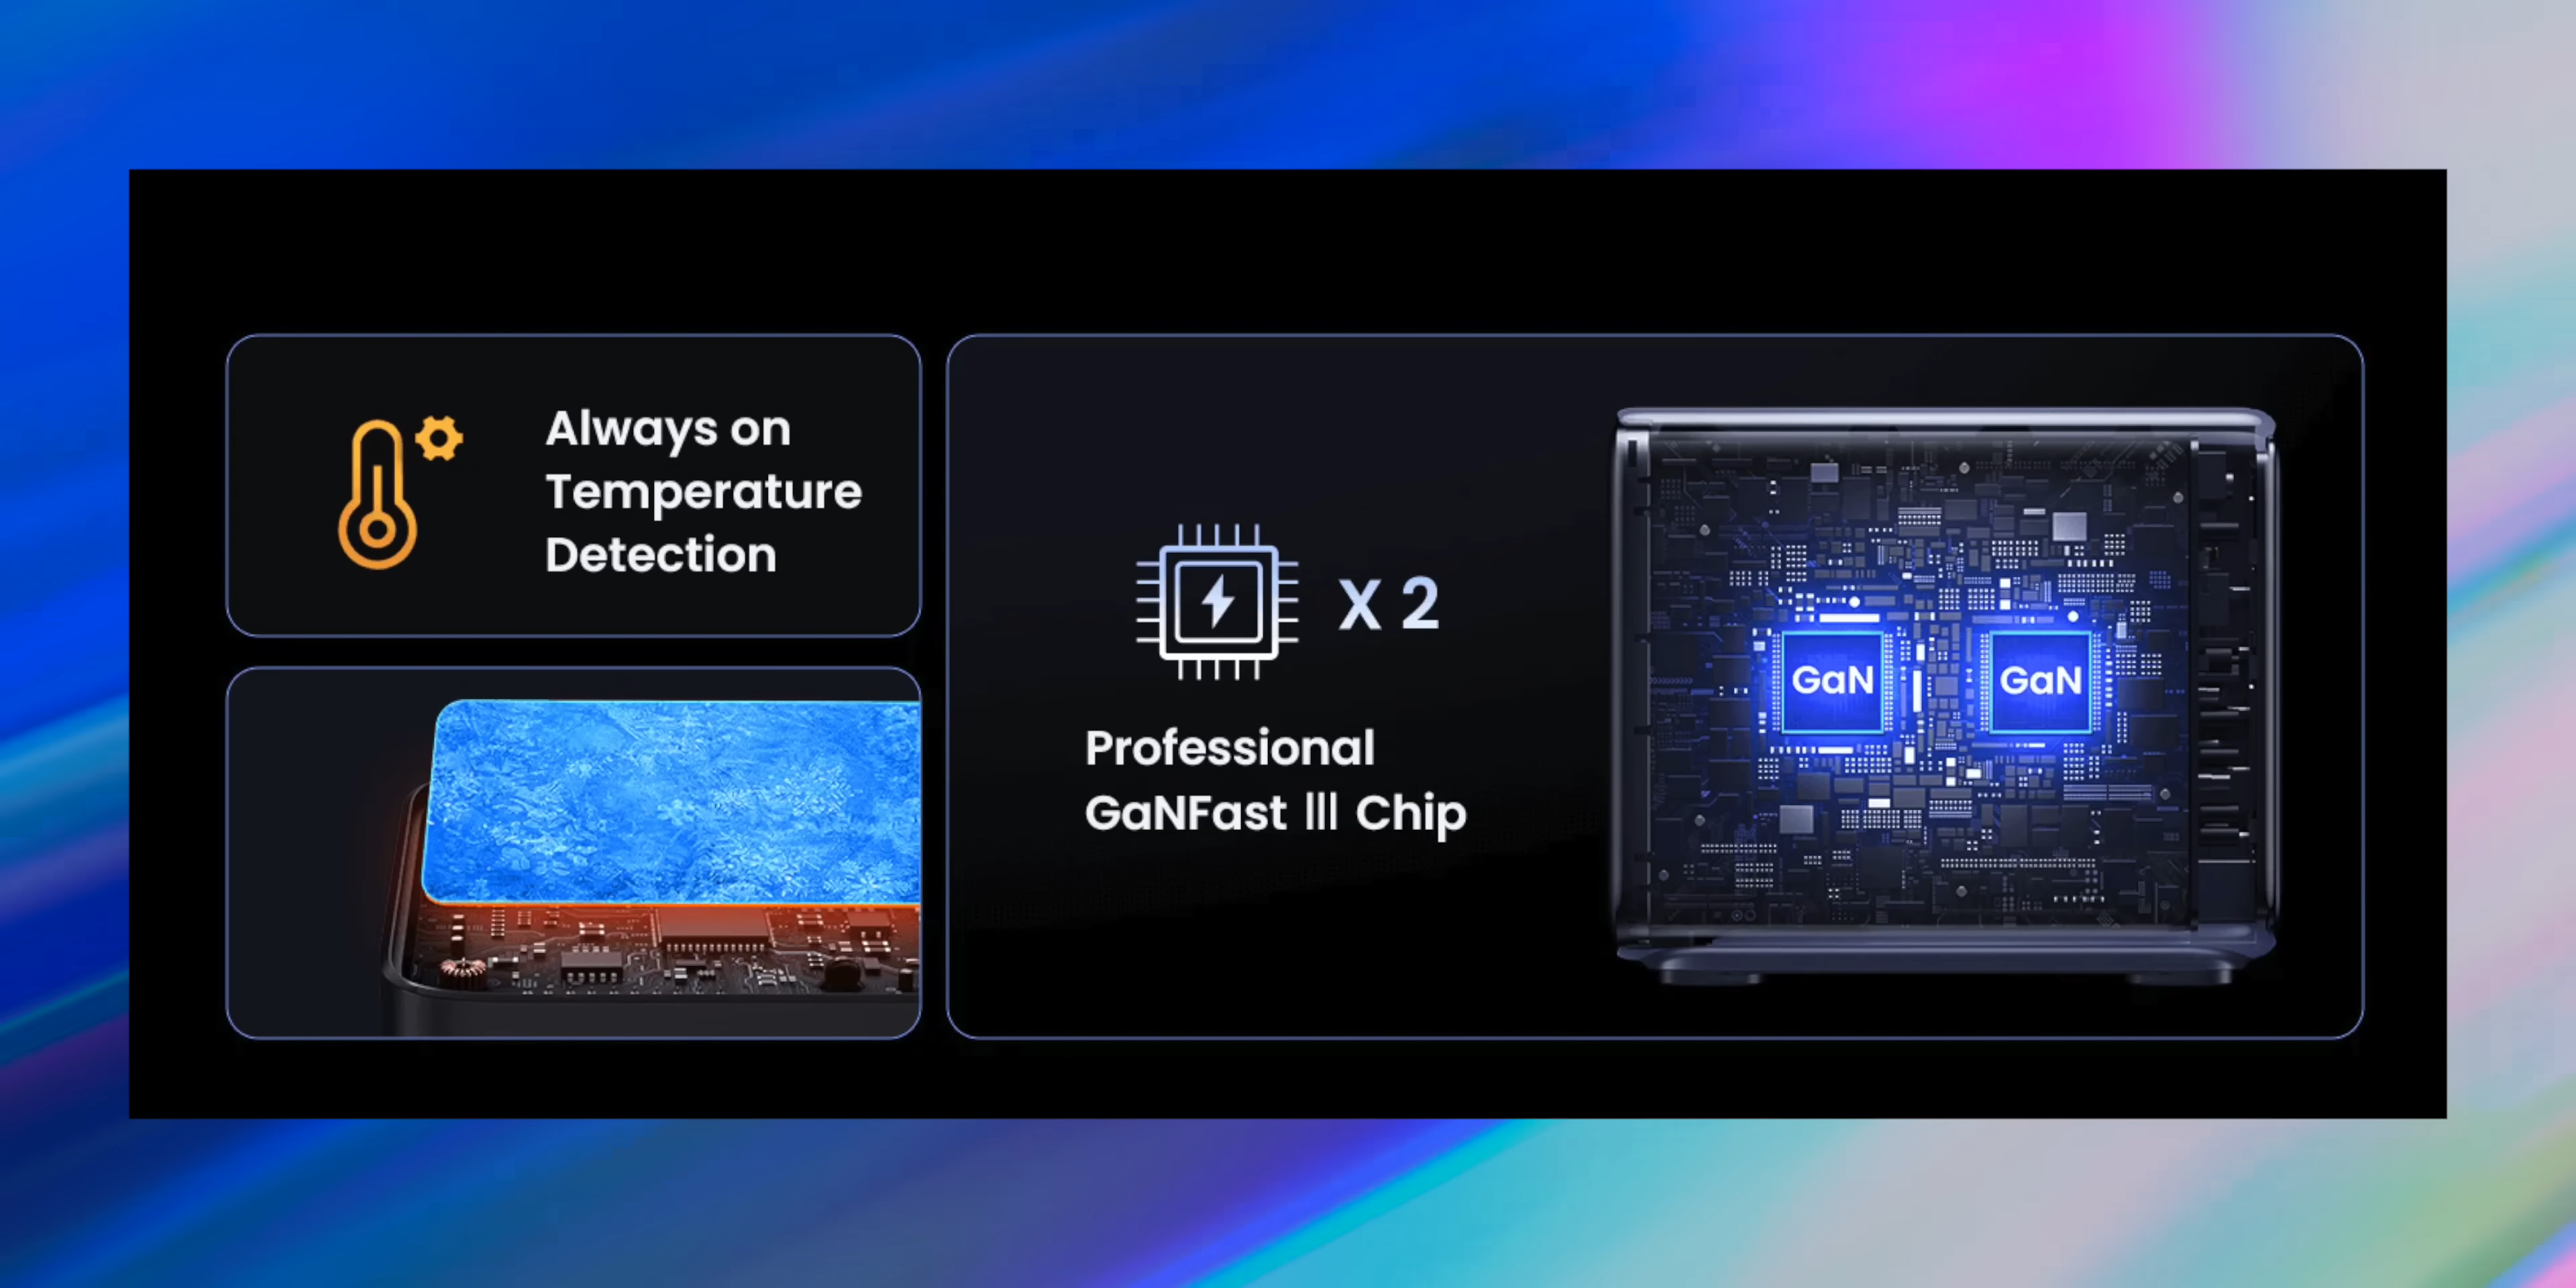 Always on
Temperature
Detection
X 2
Professional
GaNFast III Chip
GaN
GaN